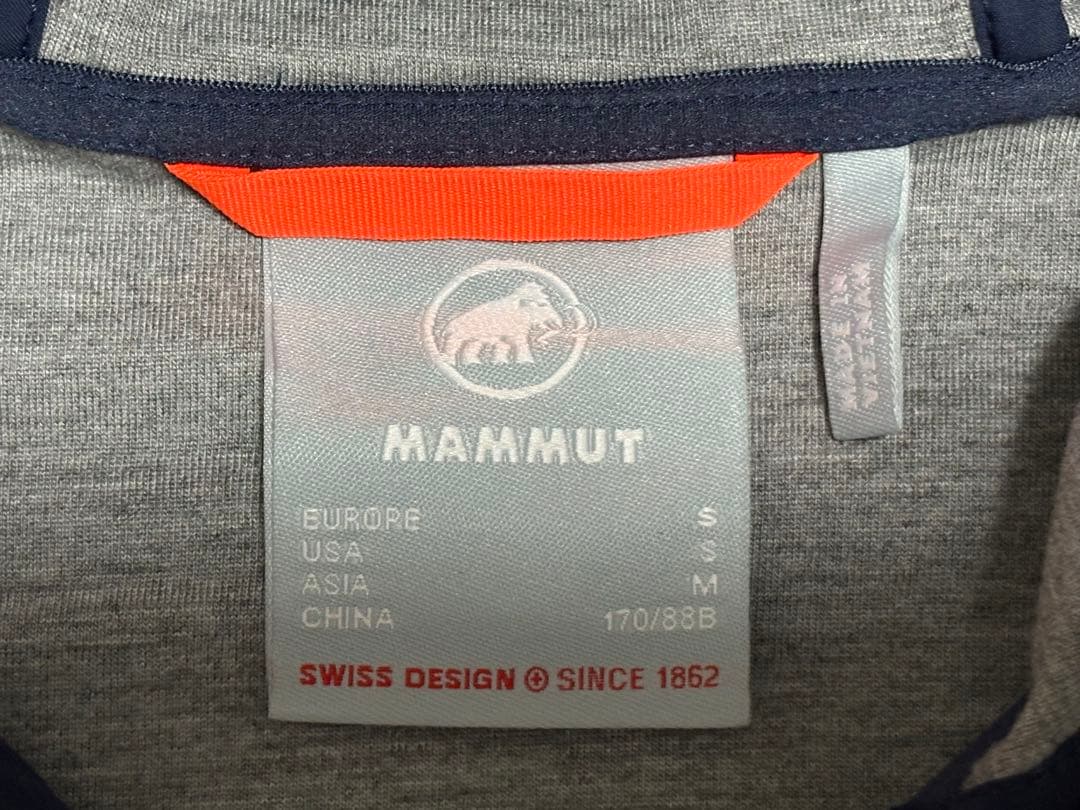 MAMMUT
EUROPE S
USA S
ASIA M
CHINA 170/88B
SWISS DESIGN SINCE 1862
MADE IN
VIETNAM